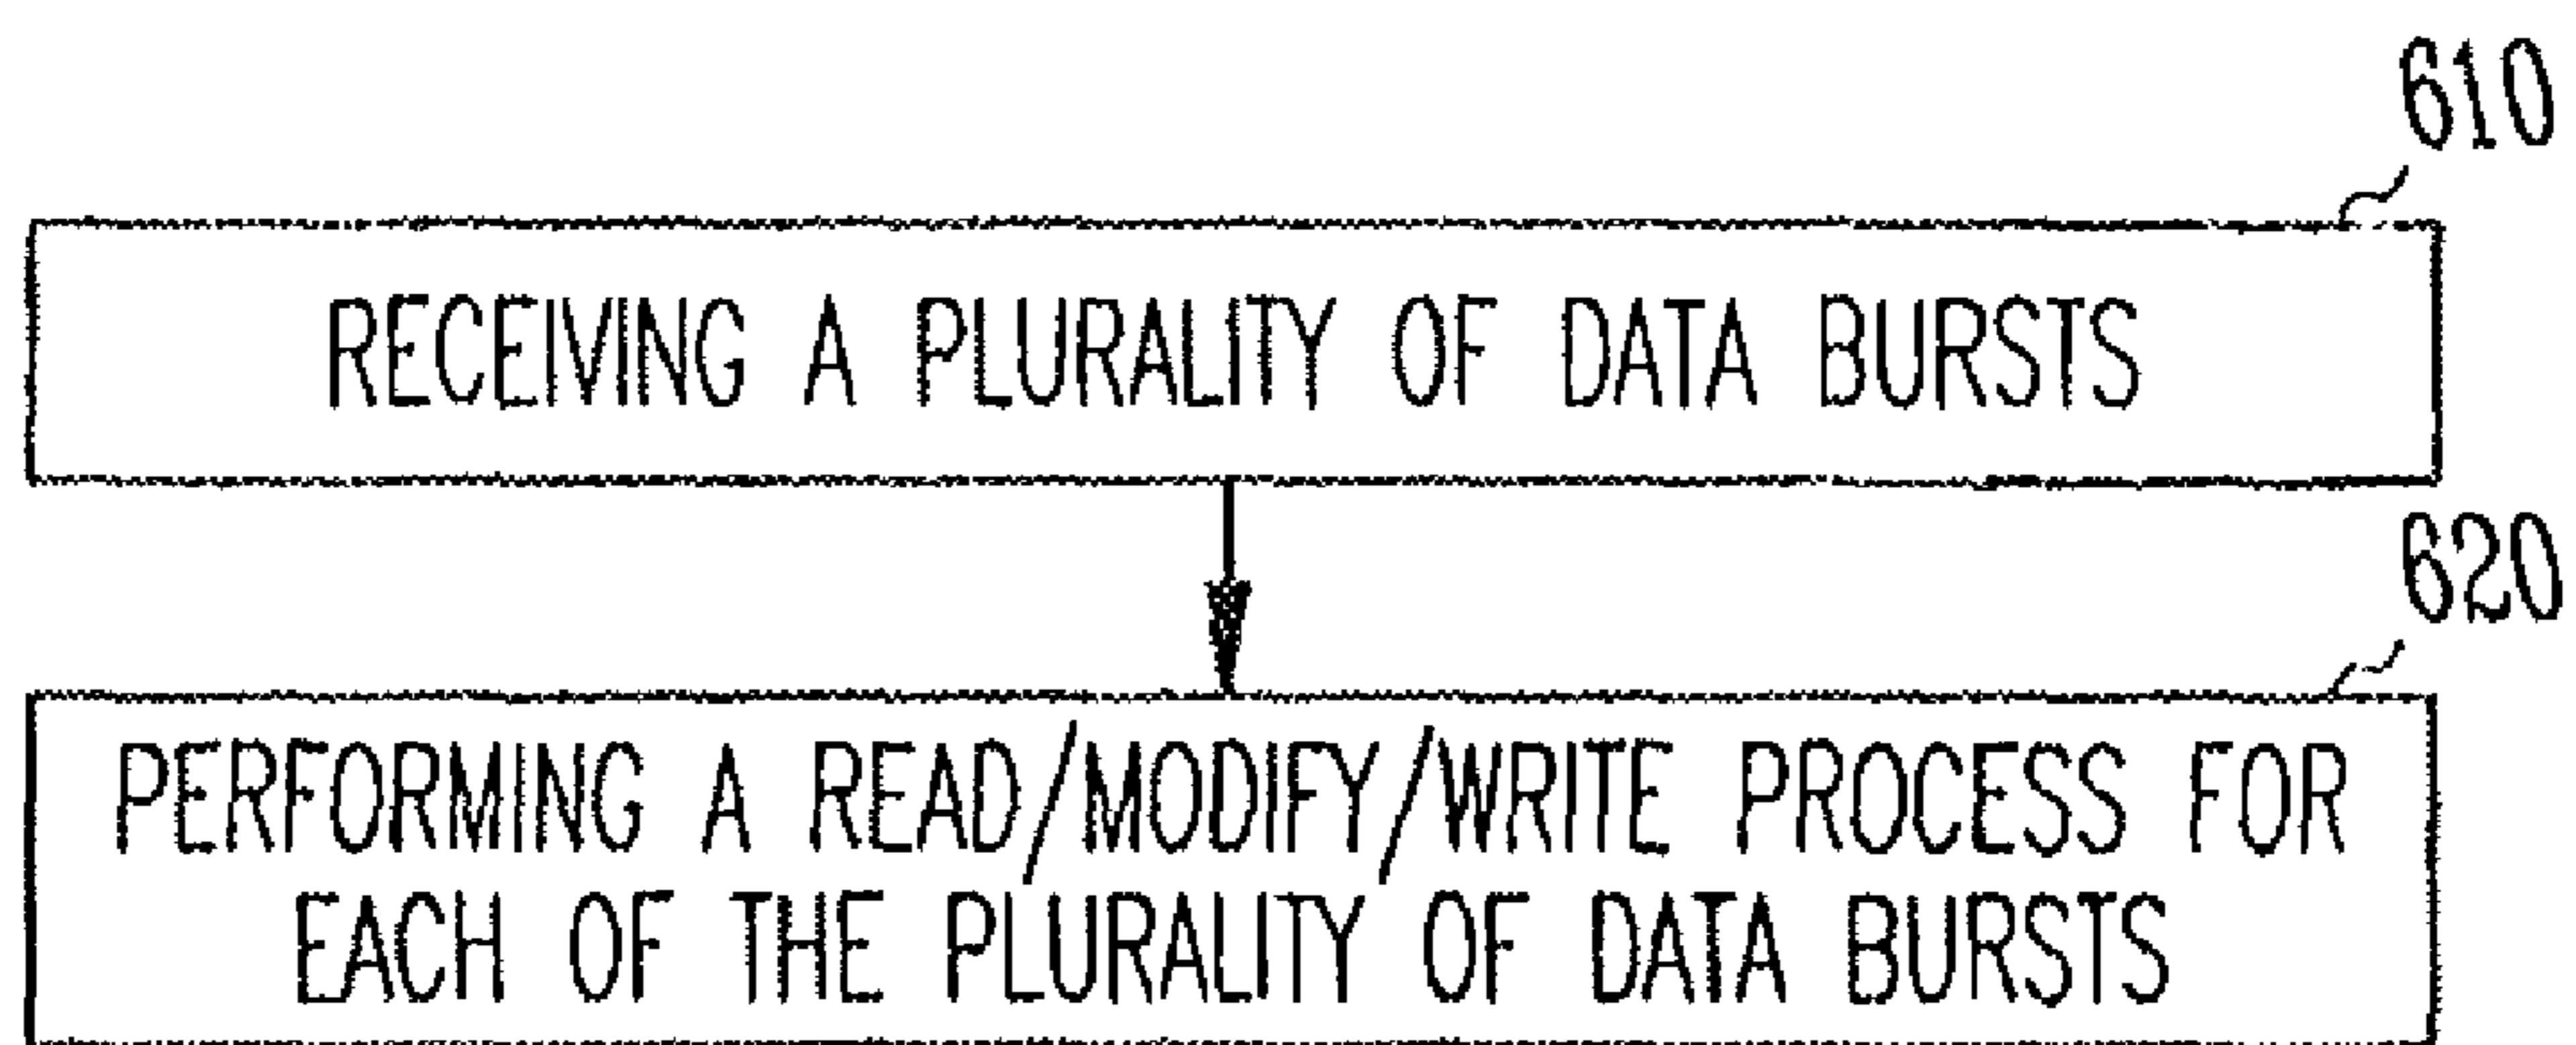 610
RECEIVING A PLURALITY OF DATA BURSTS
620
PERFORMING A READ/MODIFY/WRITE PROCESS FOR
EACH OF THE PLURALITY OF DATA BURSTS